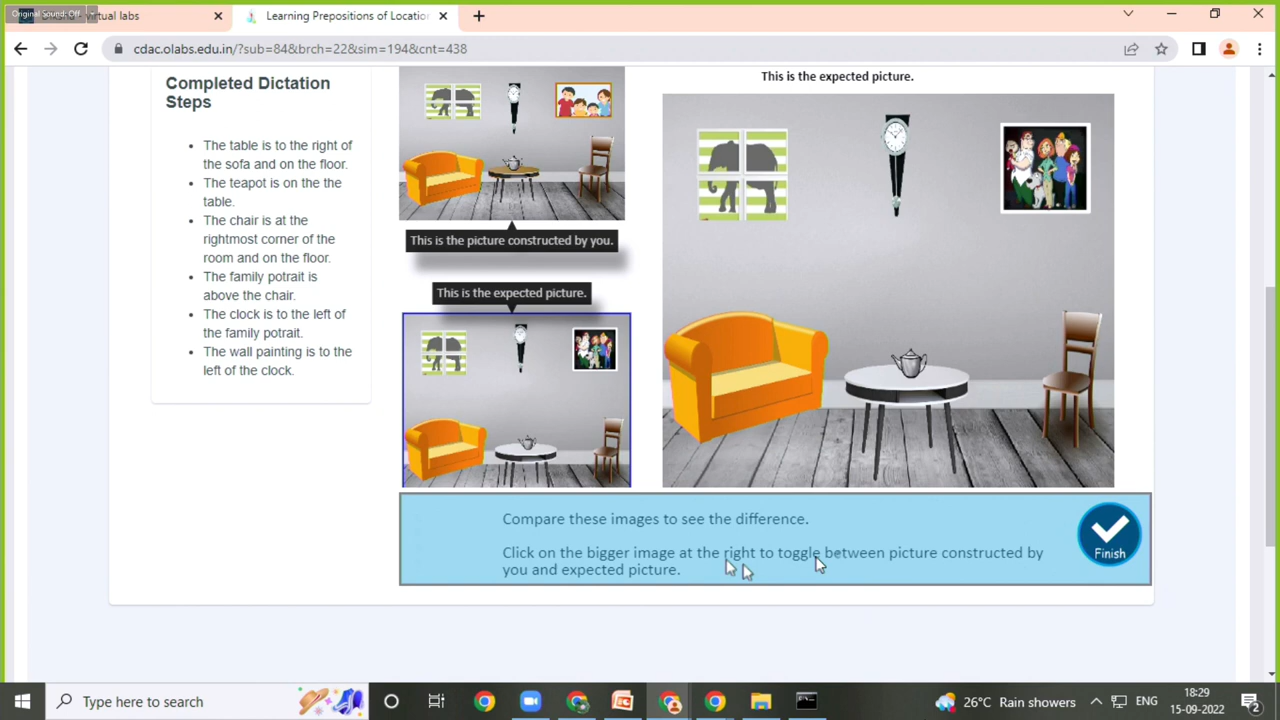 Original Sound: Off
virtual labs
Learning Prepositions of Locatio
cdac.olabs.edu.in/?sub=84&brch=22&sim=194&cnt=438
Completed Dictation
Steps
The table is to the right of
the sofa and on the floor.
The teapot is on the the
table.
The chair is at the
rightmost corner of the
room and on the floor.
The family potrait is
above the chair.
The clock is to the left of
the family potrait.
The wall painting is to the
left of the clock.
This is the picture constructed by you.
This is the expected picture.
This is the expected picture.
Compare these images to see the difference.
Click on the bigger image at the right to toggle between picture constructed by
you and expected picture.
Finish
Type here to search
26°C Rain showers
ENG
18:29
15-09-2022
2